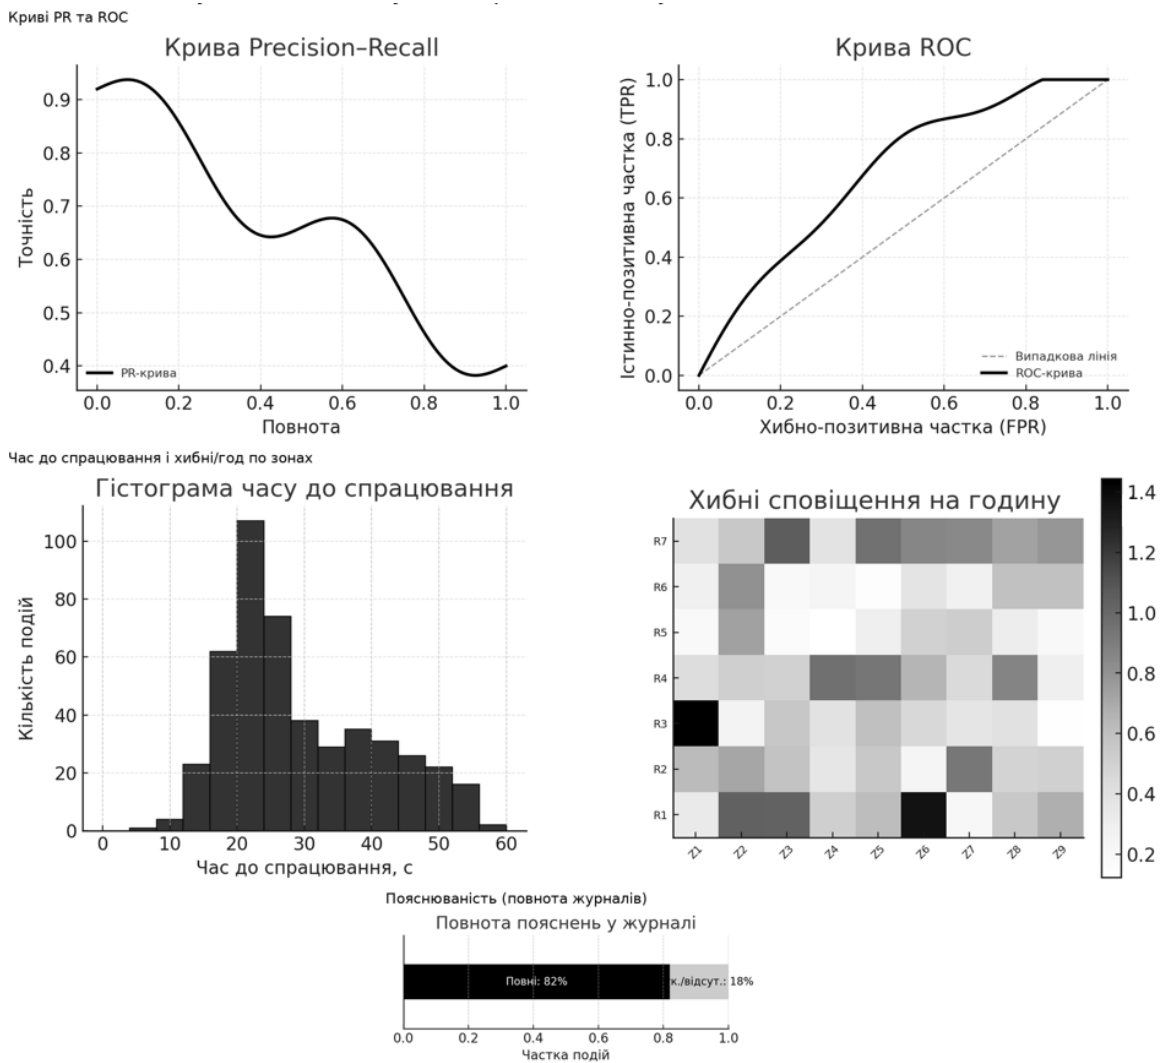 Криві PR та ROC
Крива Precision–Recall
0.9
0.8
0.7
0.6
0.5
0.4
Точність
PR-крива
0.0 0.2 0.4 0.6 0.8 1.0
Повнота
Крива ROC
1.0
0.8
0.6
0.4
0.2
0.0
Істинно-позитивна частка (TPR)
Випадкова лінія
ROC-крива
0.0 0.2 0.4 0.6 0.8 1.0
Хибно-позитивна частка (FPR)
Час до спрацювання і хибні/год по зонах
Гістограма часу до спрацювання
100
80
60
40
20
0
Кількість подій
0 10 20 30 40 50 60
Час до спрацювання, с
Хибні сповіщення на годину
R7
R6
R5
R4
R3
R2
R1
Z1 Z2 Z3 Z4 Z5 Z6 Z7 Z8 Z9
1.4
1.2
1.0
0.8
0.6
0.4
0.2
Пояснюваність (повнота журналів)
Повнота пояснень у журналі
Повні: 82%
к./відсут.: 18%
0.0 0.2 0.4 0.6 0.8 1.0
Частка подій